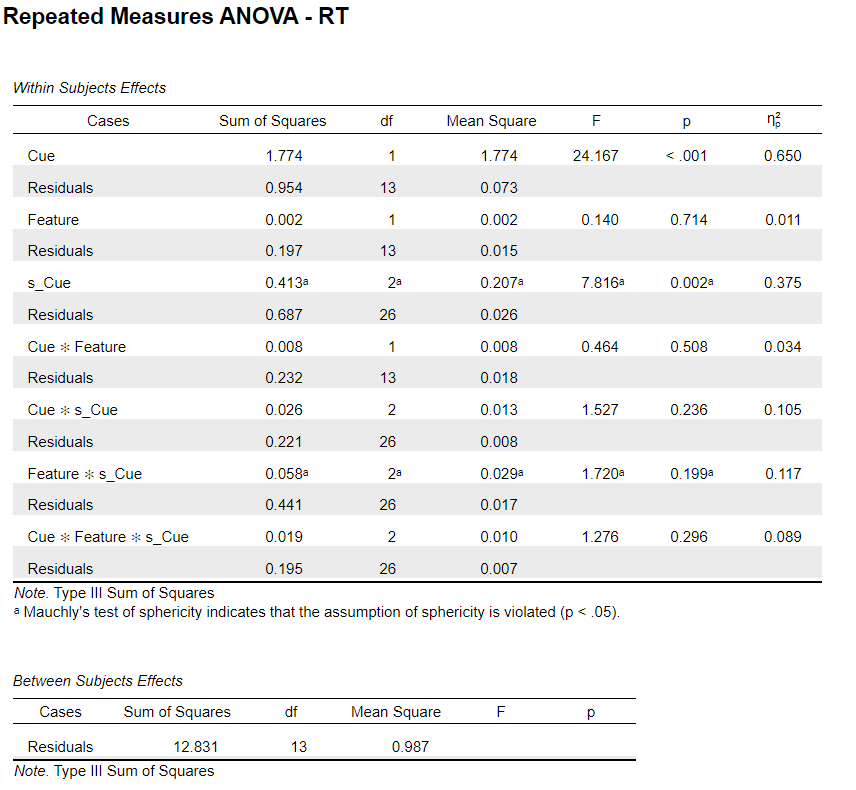 Repeated Measures ANOVA - RT
Within Subjects Effects
Cases Sum of Squares df Mean Square F p η²p
Cue 1.774 1 1.774 24.167 < .001 0.650
Residuals 0.954 13 0.073
Feature 0.002 1 0.002 0.140 0.714 0.011
Residuals 0.197 13 0.015
s_Cue 0.413ᵃ 2ᵃ 0.207ᵃ 7.816ᵃ 0.002ᵃ 0.375
Residuals 0.687 26 0.026
Cue ✻ Feature 0.008 1 0.008 0.464 0.508 0.034
Residuals 0.232 13 0.018
Cue ✻ s_Cue 0.026 2 0.013 1.527 0.236 0.105
Residuals 0.221 26 0.008
Feature ✻ s_Cue 0.058ᵃ 2ᵃ 0.029ᵃ 1.720ᵃ 0.199ᵃ 0.117
Residuals 0.441 26 0.017
Cue ✻ Feature ✻ s_Cue 0.019 2 0.010 1.276 0.296 0.089
Residuals 0.195 26 0.007
Note. Type III Sum of Squares
ᵃ Mauchly's test of sphericity indicates that the assumption of sphericity is violated (p < .05).
Between Subjects Effects
Cases Sum of Squares df Mean Square F p
Residuals 12.831 13 0.987
Note. Type III Sum of Squares